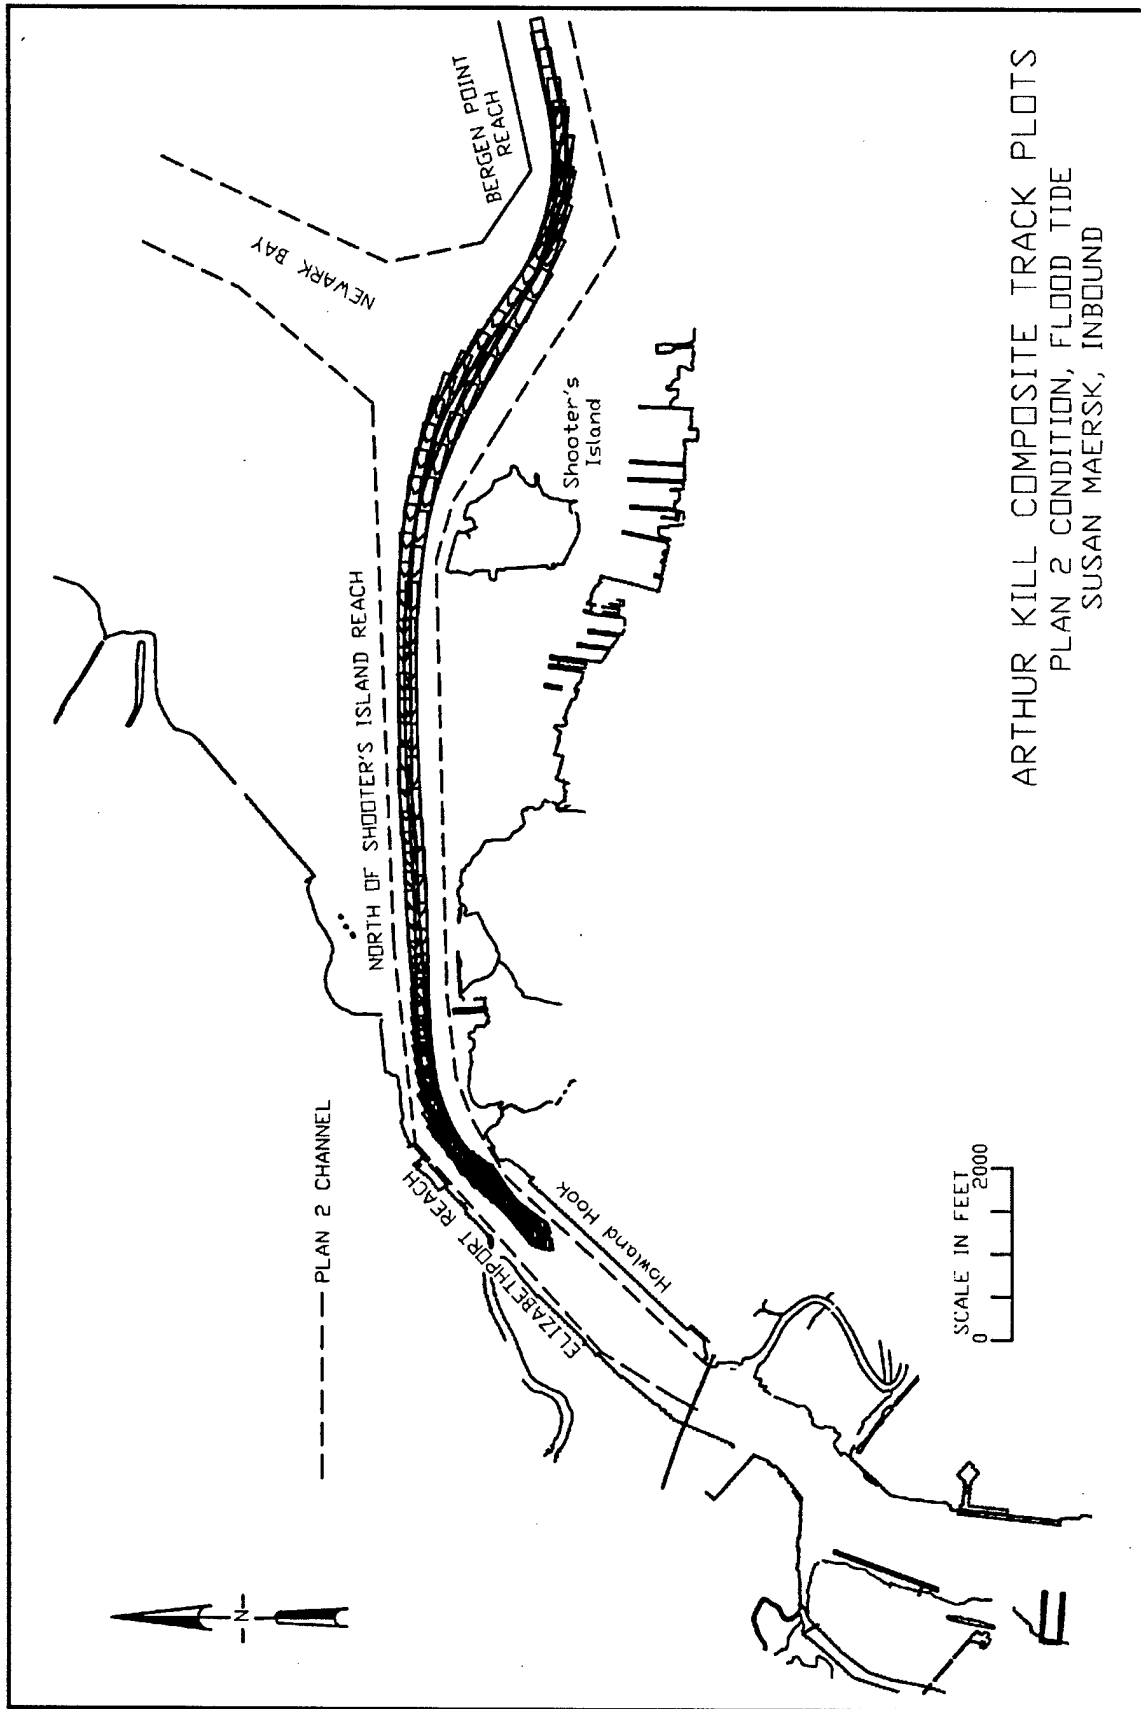 BERGEN POINT
REACH
NEWARK BAY
Shooter's
Island
NORTH OF SHOOTER'S ISLAND REACH
PLAN 2 CHANNEL
ELIZABETHPORT REACH
Howland Hook
SCALE IN FEET
0 2000
N
ARTHUR KILL COMPOSITE TRACK PLOTS
PLAN 2 CONDITION, FLOOD TIDE
SUSAN MAERSK, INBOUND